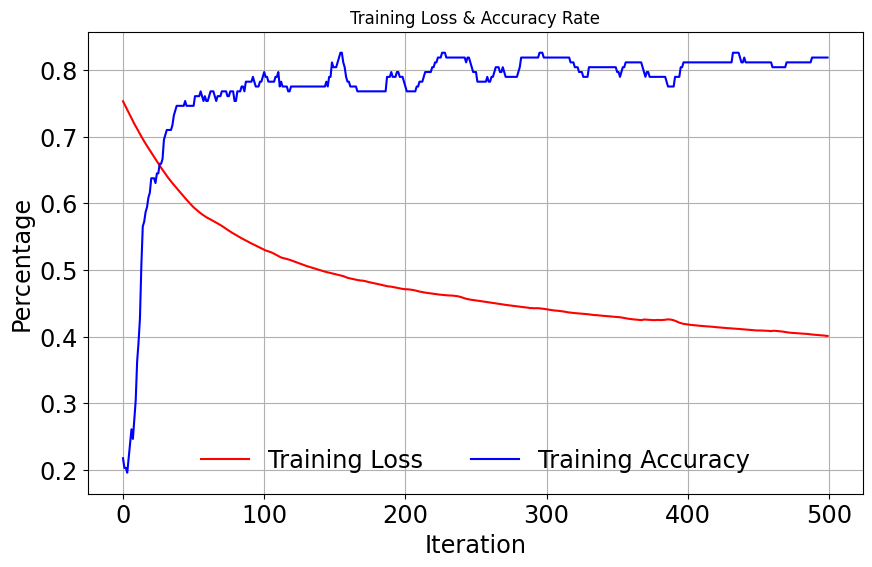 Training Loss & Accuracy Rate
Percentage
0.8
0.7
0.6
0.5
0.4
0.3
0.2
Training Loss
Training Accuracy
0 100 200 300 400 500
Iteration